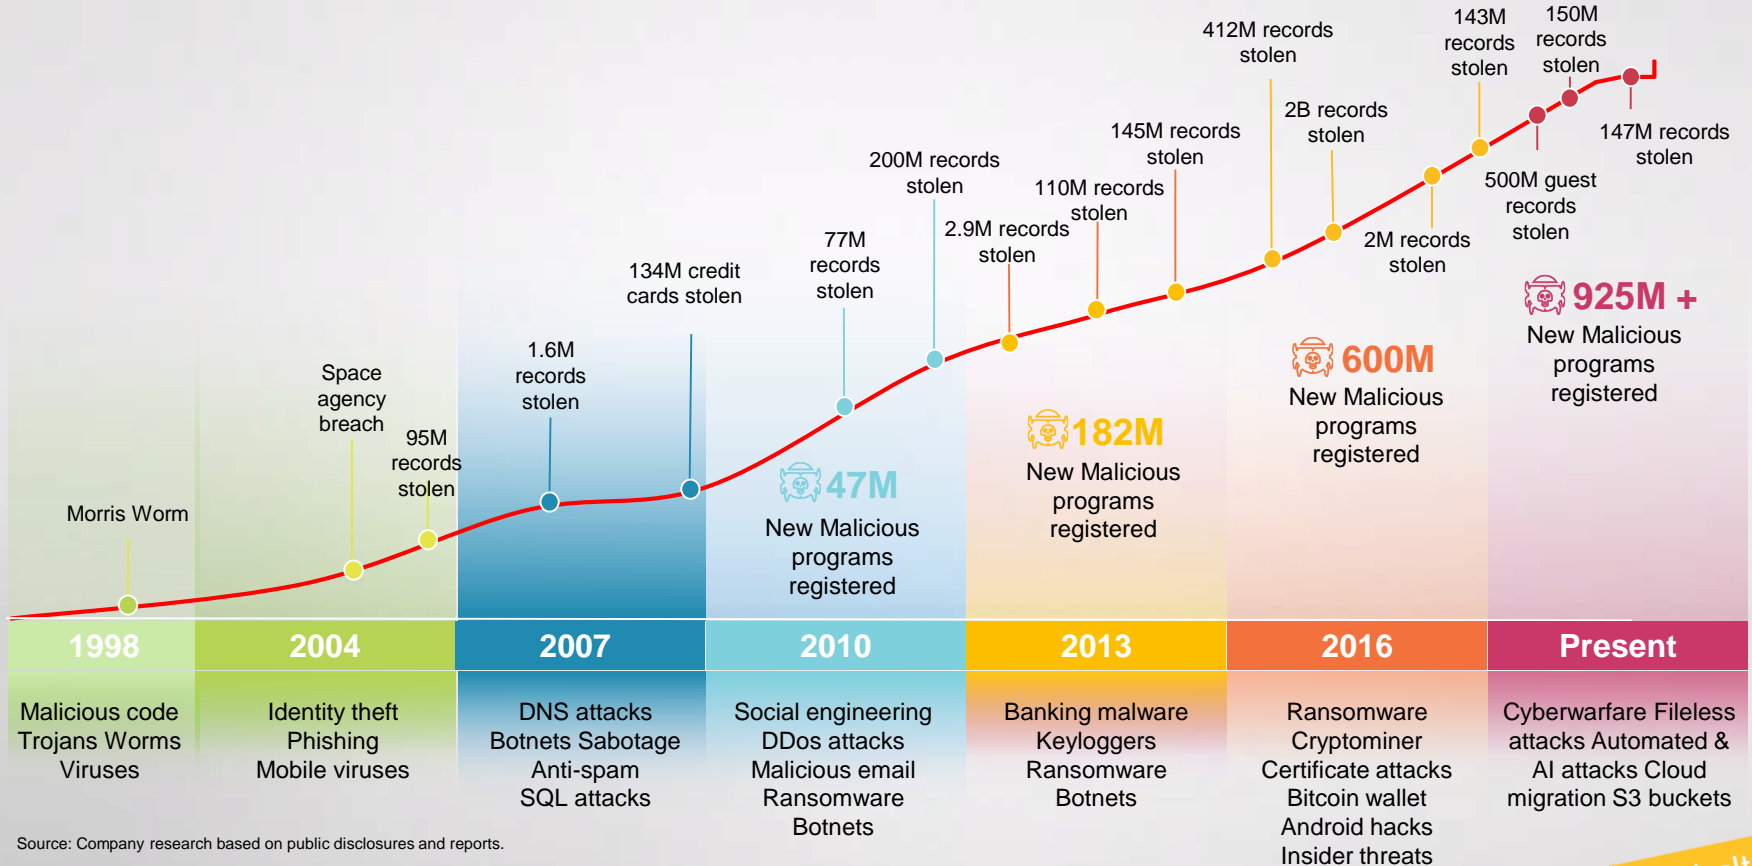 Morris Worm
Space
agency
breach
95M
records
stolen
1.6M
records
stolen
134M credit
cards stolen
77M
records
stolen
200M records
stolen
2.9M records
stolen
110M records
stolen
145M records
stolen
412M records
stolen
2B records
stolen
2M records
stolen
143M
records
stolen
500M guest
records
stolen
150M
records
stolen
147M records
stolen
47M
New Malicious
programs
registered
182M
New Malicious
programs
registered
600M
New Malicious
programs
registered
925M +
New Malicious
programs
registered
1998
2004
2007
2010
2013
2016
Present
Malicious code
Trojans Worms
Viruses
Identity theft
Phishing
Mobile viruses
DNS attacks
Botnets Sabotage
Anti-spam
SQL attacks
Social engineering
DDos attacks
Malicious email
Ransomware
Botnets
Banking malware
Keyloggers
Ransomware
Botnets
Ransomware
Cryptominer
Certificate attacks
Bitcoin wallet
Android hacks
Insider threats
Cyberwarfare Fileless
attacks Automated &
AI attacks Cloud
migration S3 buckets
Source: Company research based on public disclosures and reports.